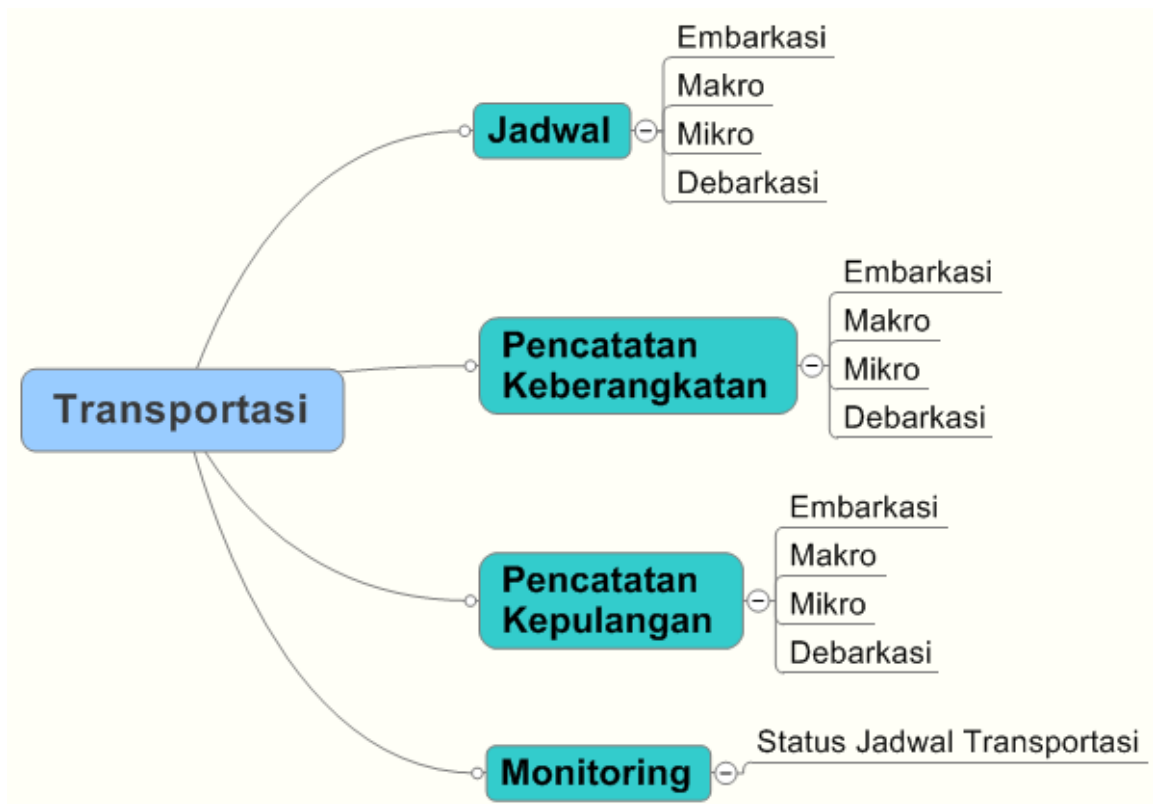 Transportasi
Jadwal
Embarkasi
Makro
Mikro
Debarkasi
Pencatatan
Keberangkatan
Embarkasi
Makro
Mikro
Debarkasi
Pencatatan
Kepulangan
Embarkasi
Makro
Mikro
Debarkasi
Monitoring
Status Jadwal Transportasi